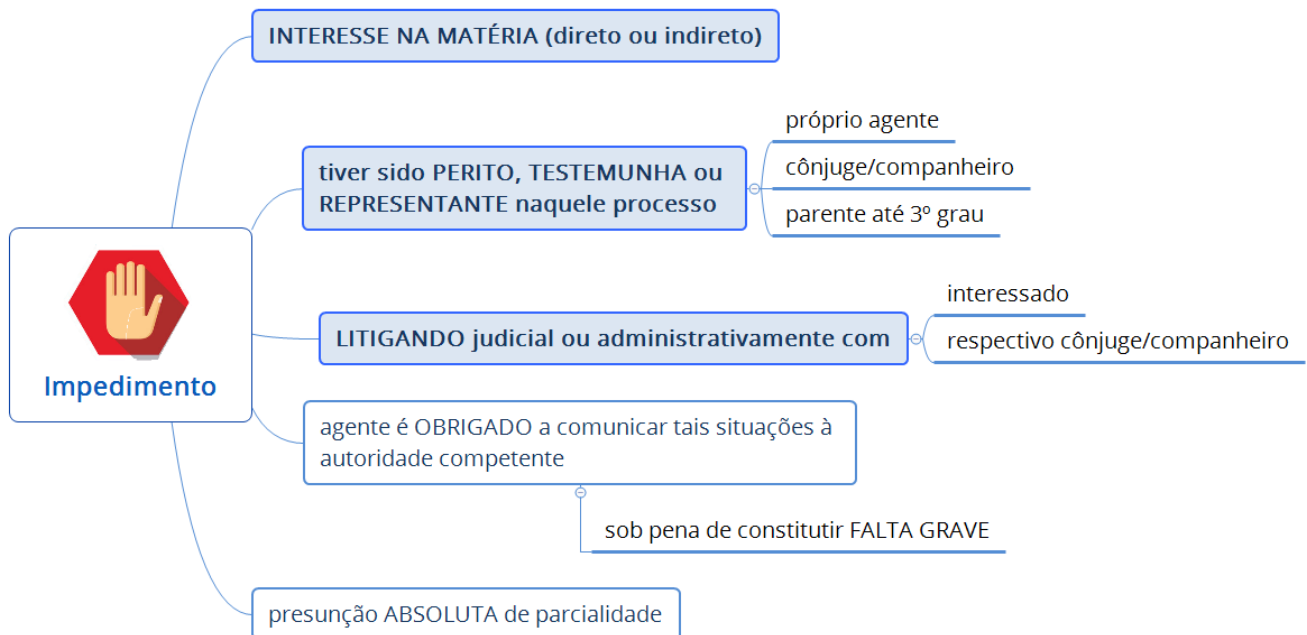 INTERESSE NA MATÉRIA (direto ou indireto)
tiver sido PERITO, TESTEMUNHA ou
REPRESENTANTE naquele processo
próprio agente
cônjuge/companheiro
parente até 3º grau
Impedimento
LITIGANDO judicial ou administrativamente com
interessado
respectivo cônjuge/companheiro
agente é OBRIGADO a comunicar tais situações à
autoridade competente
sob pena de constitutir FALTA GRAVE
presunção ABSOLUTA de parcialidade